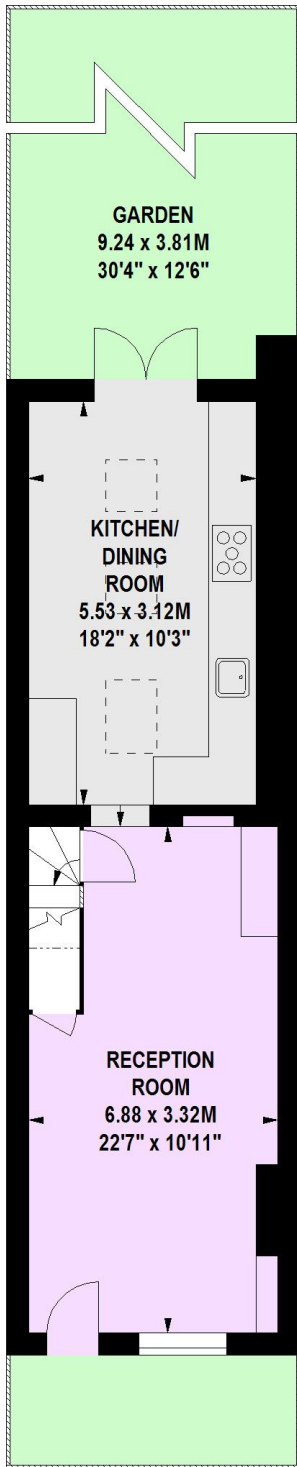 GARDEN
9.24 x 3.81M
30'4" x 12'6"
KITCHEN/
DINING
ROOM
5.53 x 3.12M
18'2" x 10'3"
RECEPTION
ROOM
6.88 x 3.32M
22'7" x 10'11"